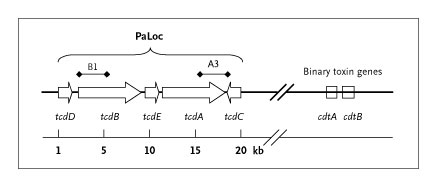 PaLoc
B1 A3
Binary toxin genes
tcdD tcdB tcdE tcdA tcdC cdtA cdtB
1 5 10 15 20 kb